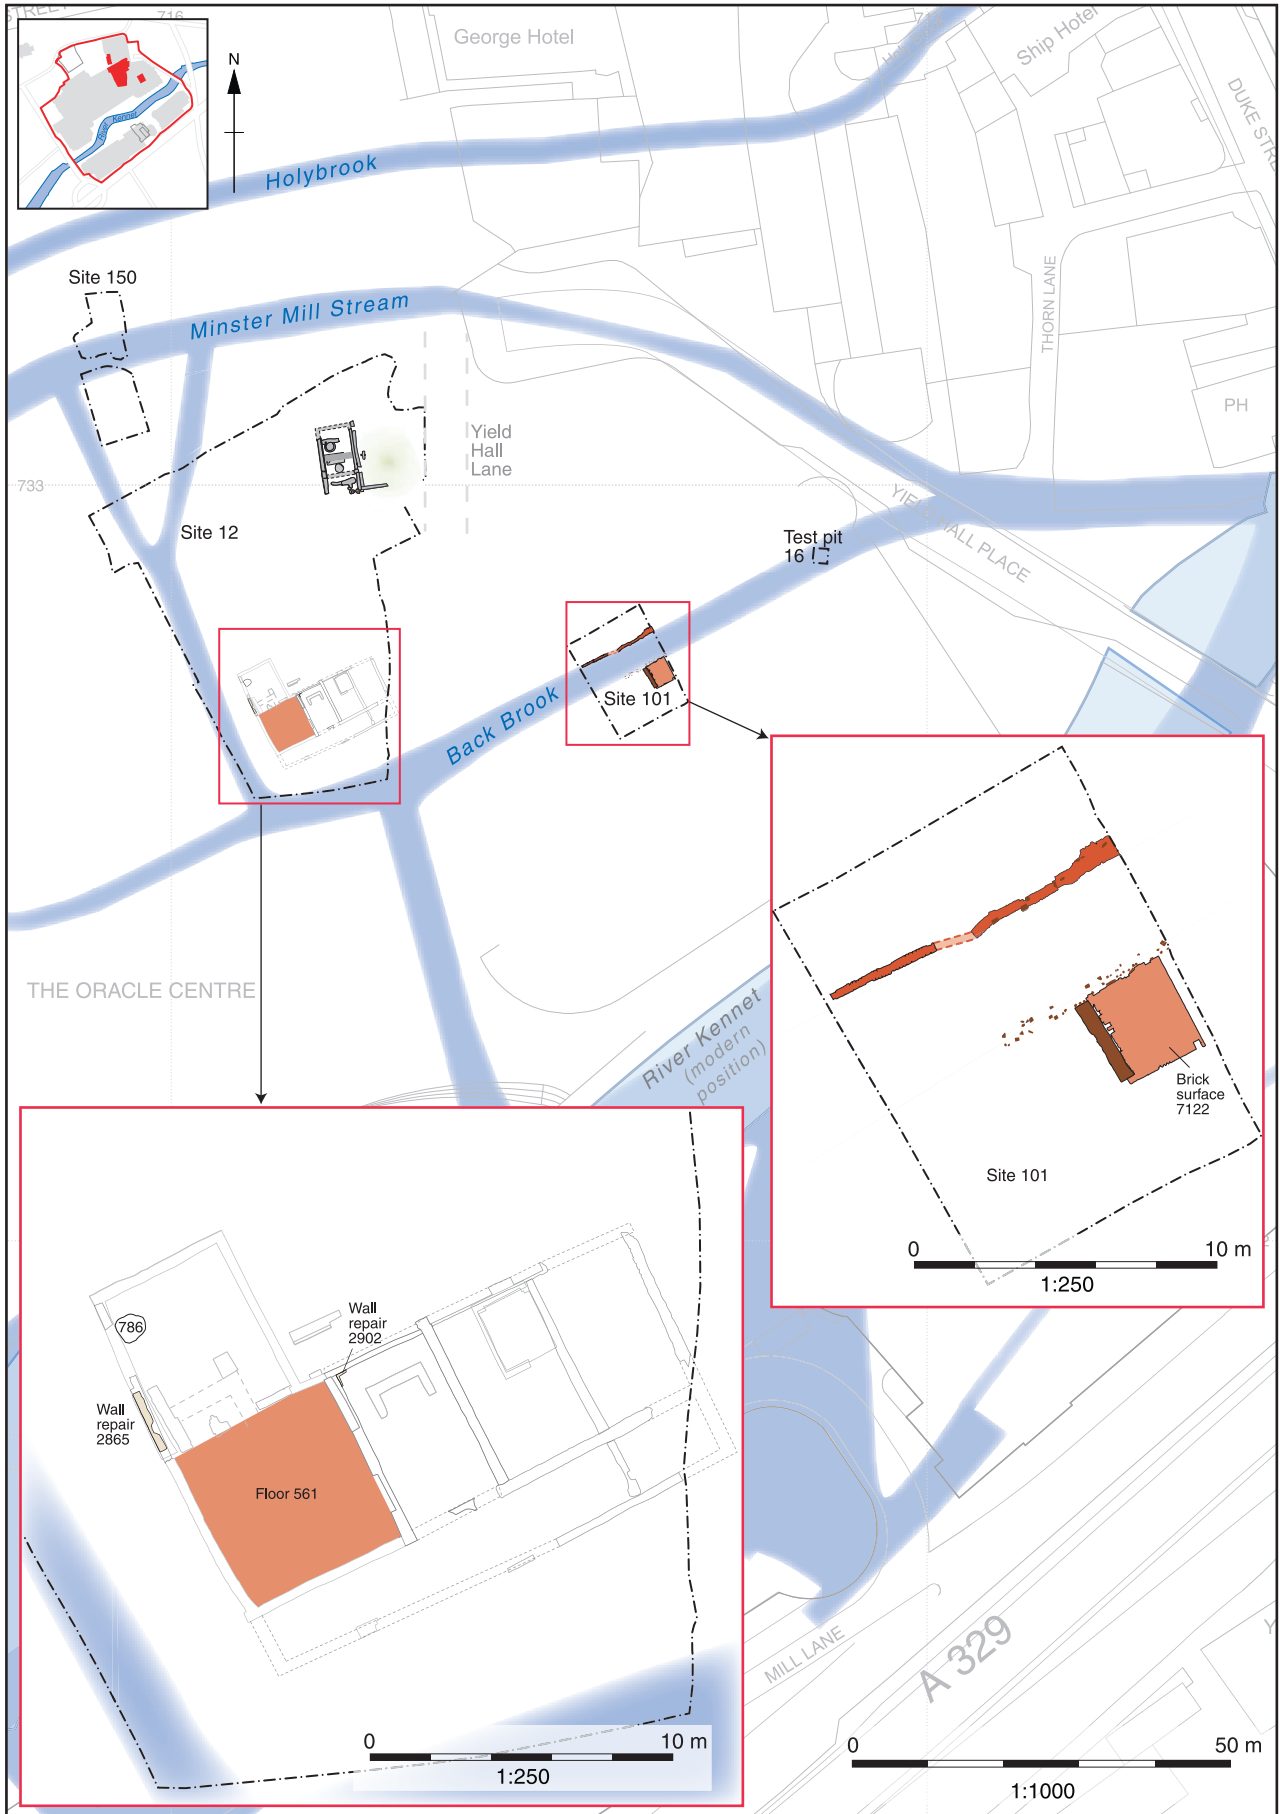 STREET
716
George Hotel
Ship Hotel
DUKE STRE
N
River Kennet
Holybrook
Site 150
Minster Mill Stream
THORN LANE
PH
Yield
Hall
Lane
733
Site 12
YIELD HALL PLACE
Test pit
16
Site 101
Back Brook
THE ORACLE CENTRE
River Kennet
(modern
position)
Brick
surface
7122
Site 101
0
10 m
1:250
786
Wall
repair
2902
Wall
repair
2865
Floor 561
0
10 m
1:250
MILL LANE
A 329
0
50 m
1:1000